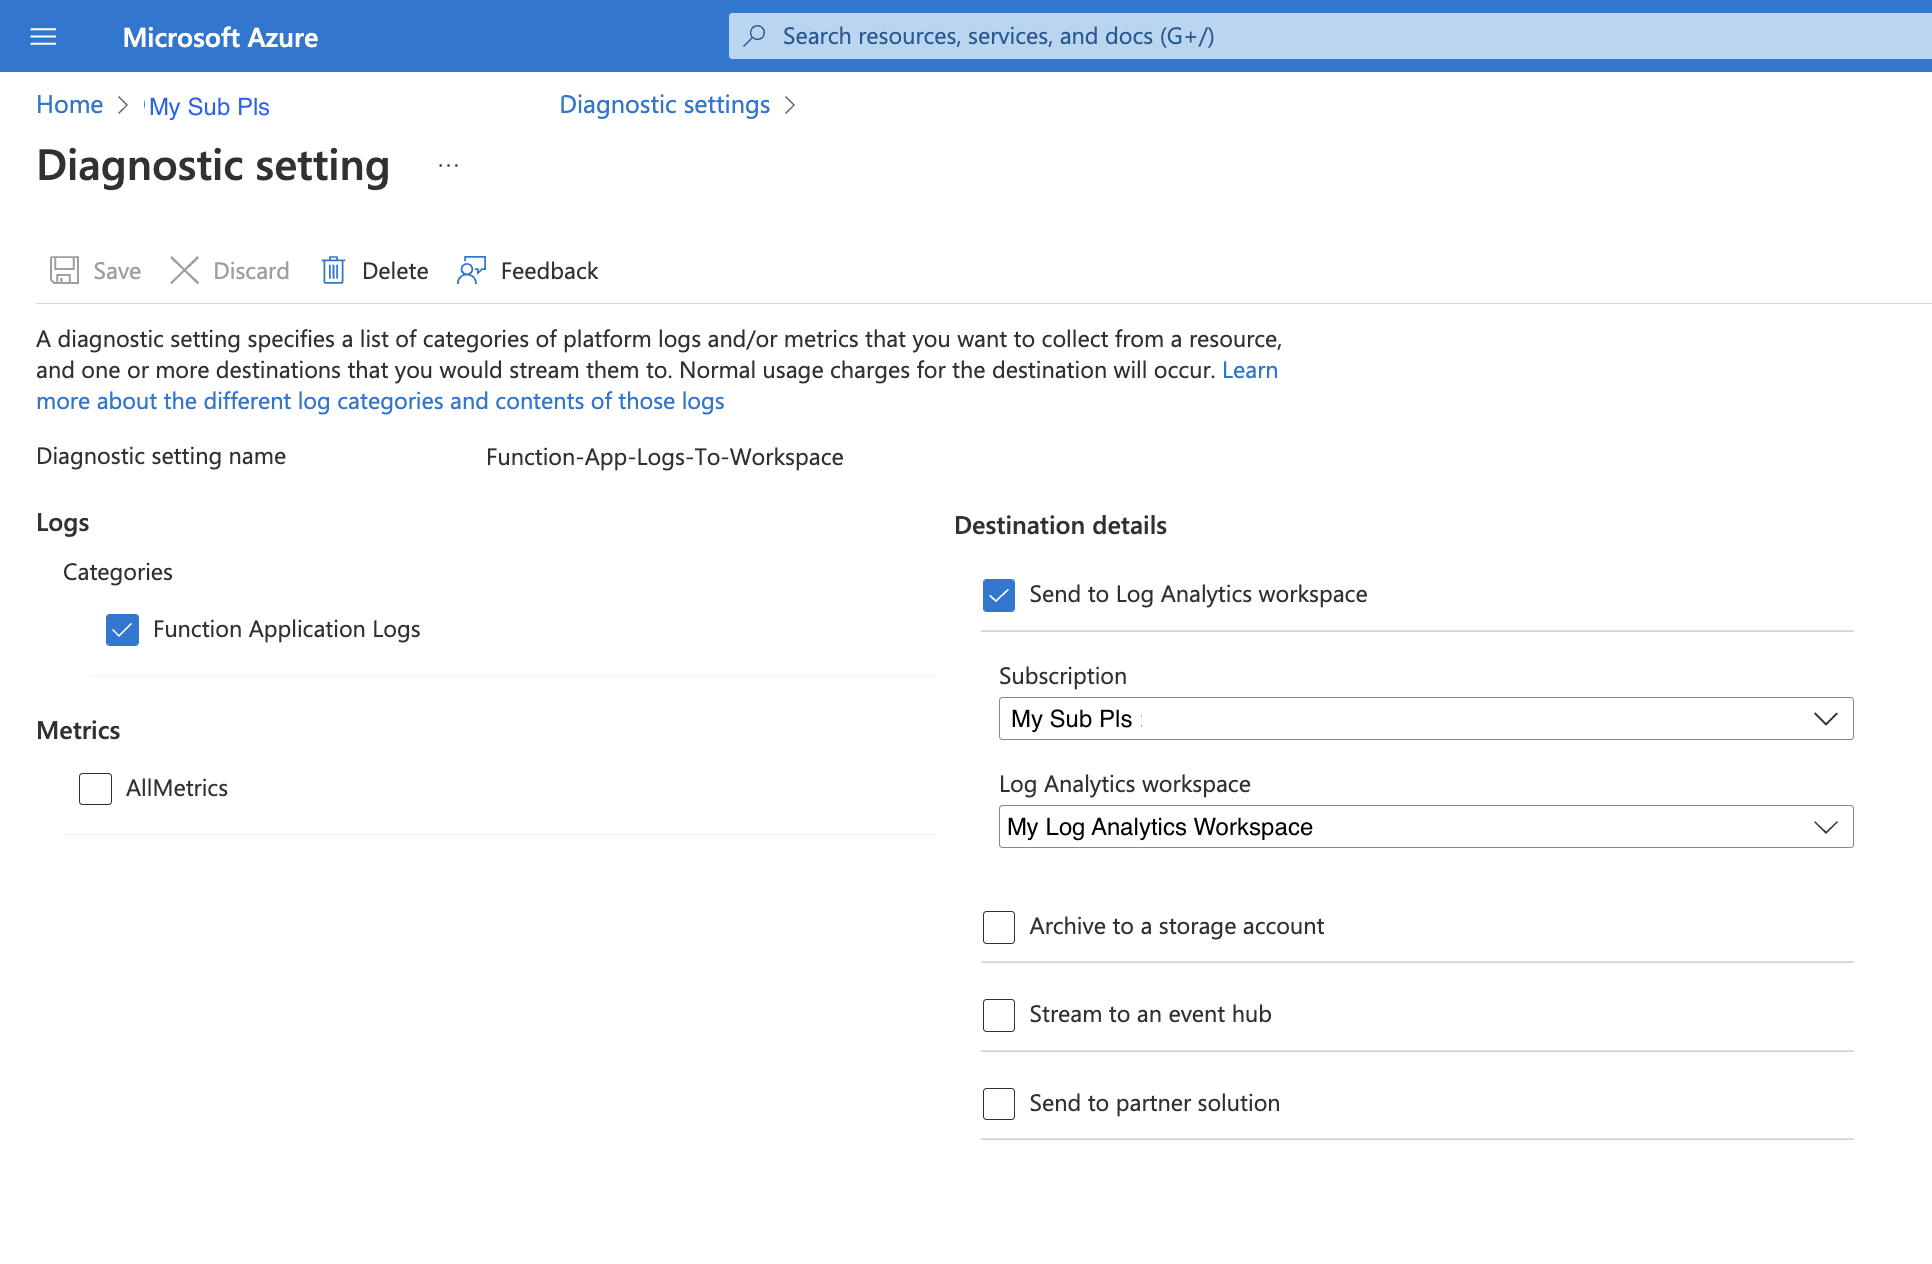 Microsoft Azure
Search resources, services, and docs (G+/)
Home > My Sub Pls Diagnostic settings >
Diagnostic setting ...
Save Discard Delete Feedback
A diagnostic setting specifies a list of categories of platform logs and/or metrics that you want to collect from a resource,
and one or more destinations that you would stream them to. Normal usage charges for the destination will occur. Learn
more about the different log categories and contents of those logs
Diagnostic setting name Function-App-Logs-To-Workspace
Logs
Categories
Function Application Logs
Metrics
AllMetrics
Destination details
Send to Log Analytics workspace
Subscription
My Sub Pls
Log Analytics workspace
My Log Analytics Workspace
Archive to a storage account
Stream to an event hub
Send to partner solution